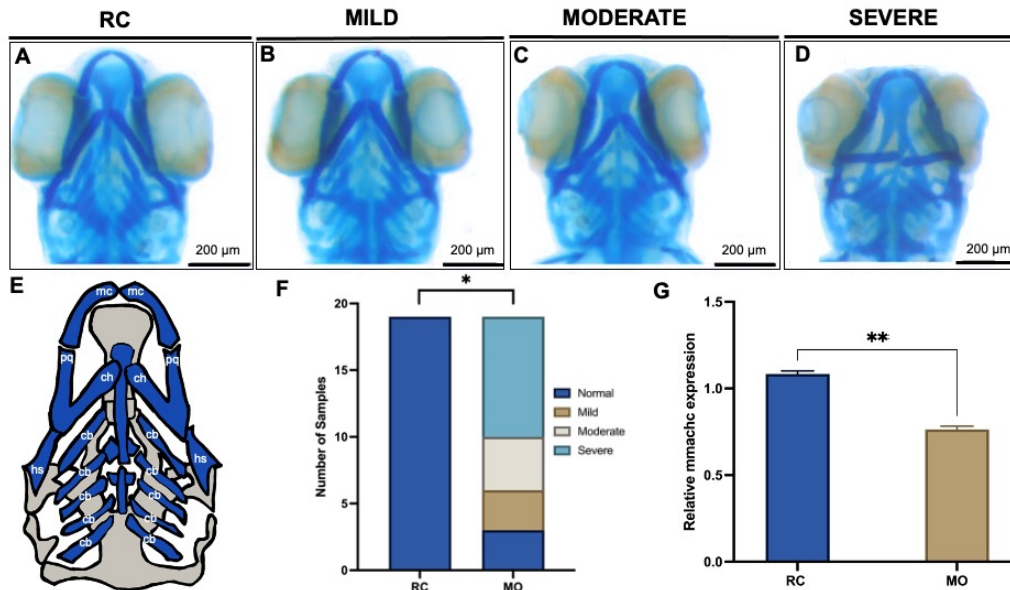 RC MILD MODERATE SEVERE
A B C D
200 µm 200 µm 200 µm 200 µm
E
mc mc
pq pq
ch ch
cb cb
hs hs
cb cb
cb cb
cb cb
cb cb
F
*
20
15
10
5
0
Number of Samples
RC MO
Normal
Mild
Moderate
Severe
G
**
1.5
1.0
0.5
0.0
Relative mmachc expression
RC MO